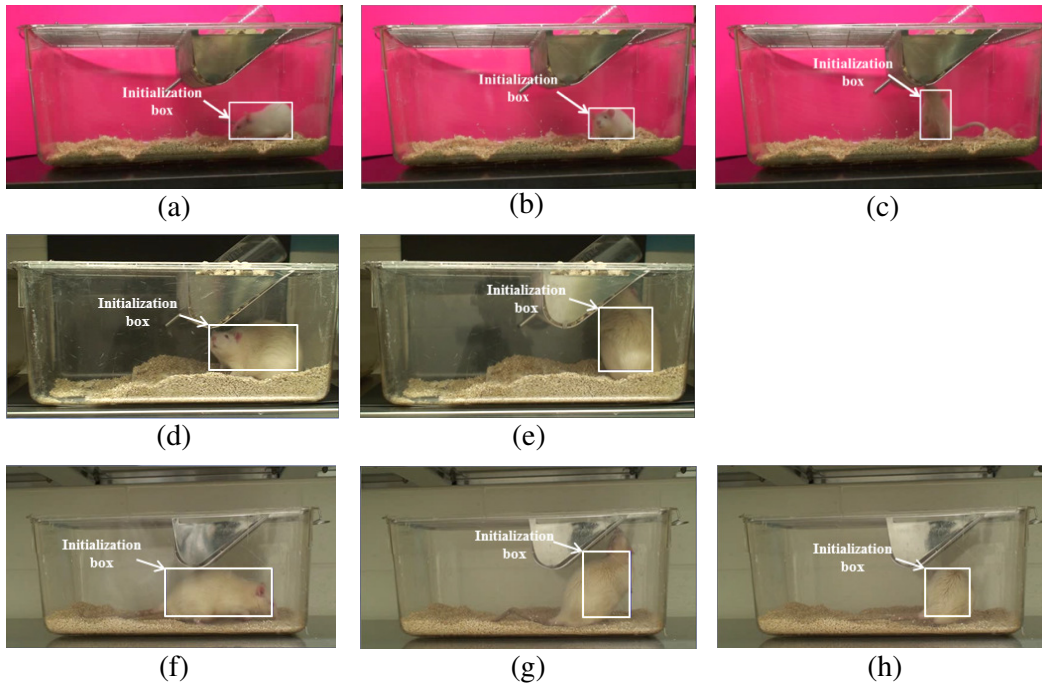 Initialization
box
Initialization
box
Initialization
box
(a)
(b)
(c)
Initialization
box
Initialization
box
(d)
(e)
Initialization
box
Initialization
box
Initialization
box
(f)
(g)
(h)